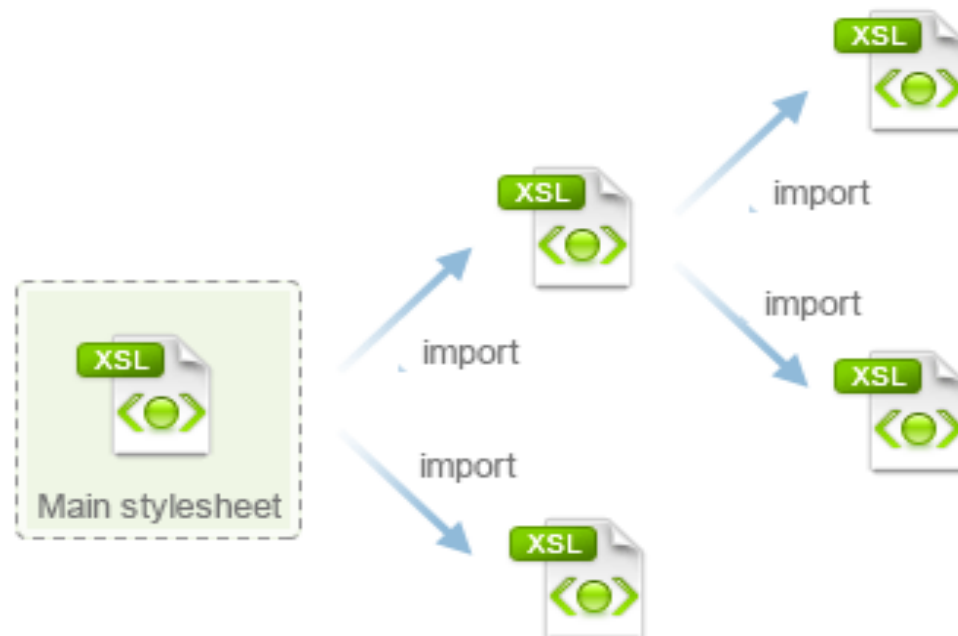 XSL
import
XSL
import
import
XSL
XSL
import
Main stylesheet
XSL